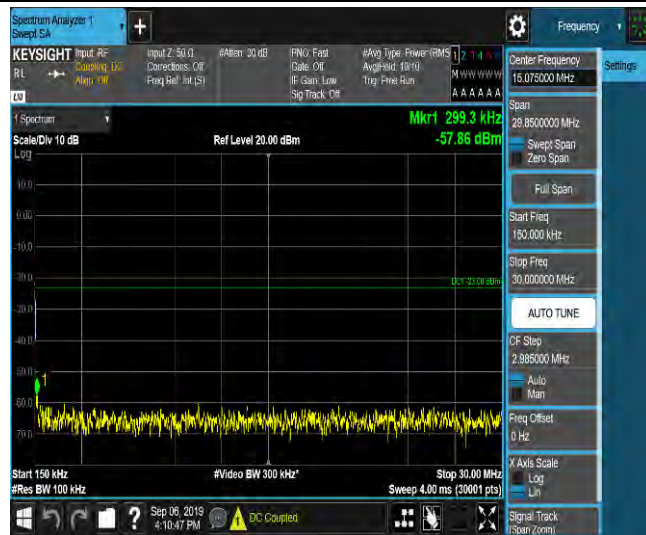 Spectrum Analyzer 1
Swept SA
+
Frequency
KEYSIGHT
RL
Input: RF
Coupling: DC
Align: Off
Input Z: 50 Ω
Corrections: Off
Freq Ref: Int (S)
#Atten: 30 dB
PNO: Fast
Gate: Off
IF Gain: Low
Sig Track: Off
#Avg Type: Power (RMS
Avg|Hold: 10/10
Trig: Free Run
1 2 3 4 5 6
M W W W W W
A A A A A A
1 Spectrum
Scale/Div 10 dB
Log
Ref Level 20.00 dBm
Mkr1 299.3 kHz
-57.86 dBm
10.0
0.00
-10.0
-20.0
DL1 -23.00 dBm
-30.0
-40.0
-50.0
1
-60.0
-70.0
Start 150 kHz
#Res BW 100 kHz
#Video BW 300 kHz*
Stop 30.00 MHz
Sweep 4.00 ms (30001 pts)
Sep 06, 2019
4:10:47 PM
DC Coupled
Center Frequency
15.075000 MHz
Settings
Span
29.8500000 MHz
Swept Span
Zero Span
Full Span
Start Freq
150.000 kHz
Stop Freq
30.000000 MHz
AUTO TUNE
CF Step
2.985000 MHz
Auto
Man
Freq Offset
0 Hz
X Axis Scale
Log
Lin
Signal Track
(Span Zoom)